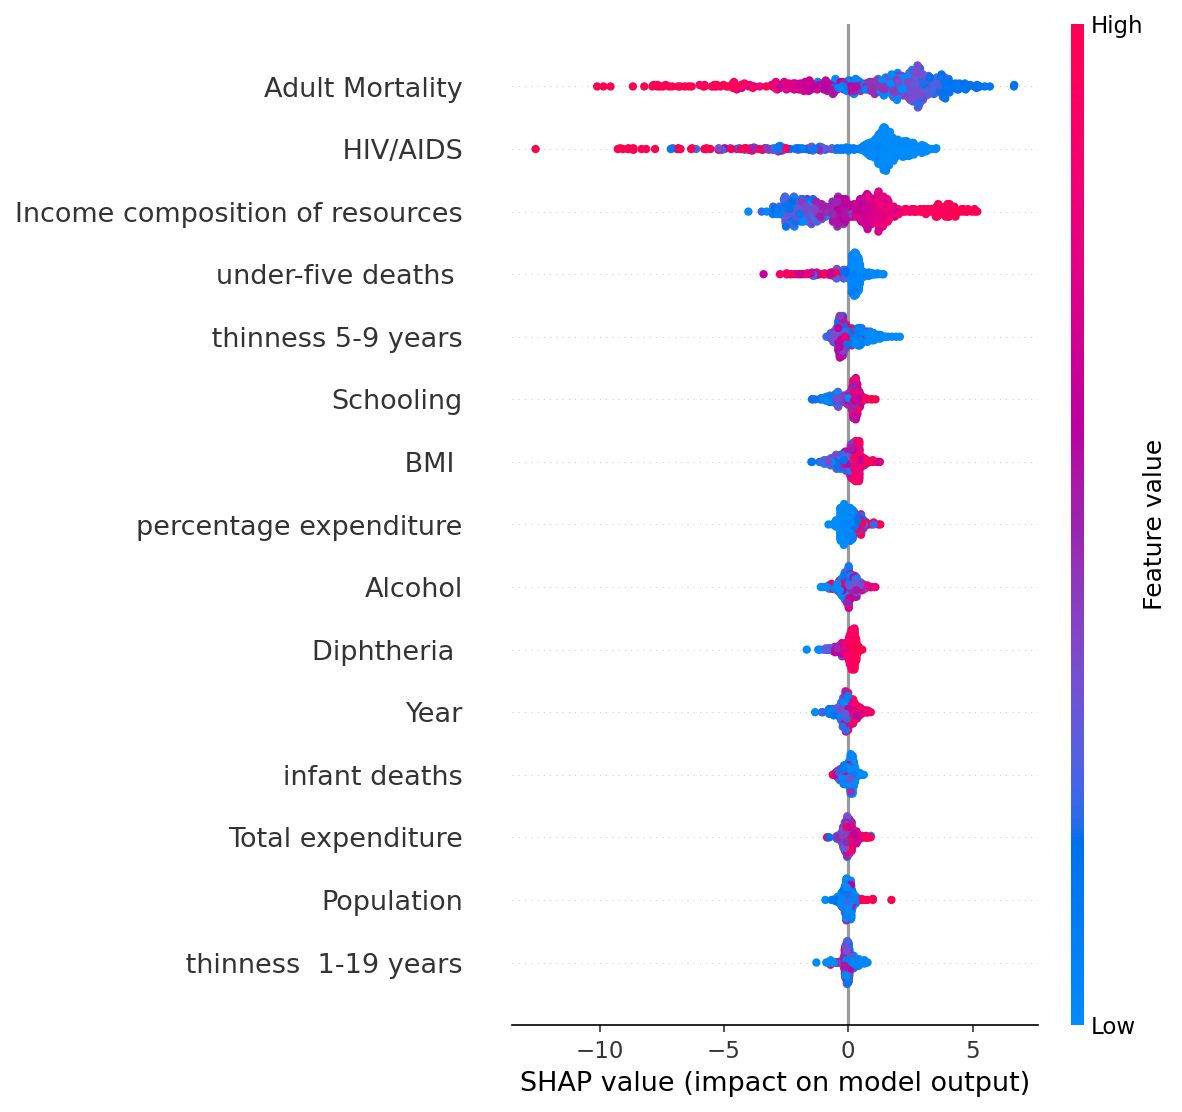 High
Adult Mortality
HIV/AIDS
Income composition of resources
under-five deaths
thinness 5-9 years
Schooling
BMI
percentage expenditure
Alcohol
Diphtheria
Year
infant deaths
Total expenditure
Population
thinness  1-19 years
Feature value
Low
−10 −5 0 5
SHAP value (impact on model output)